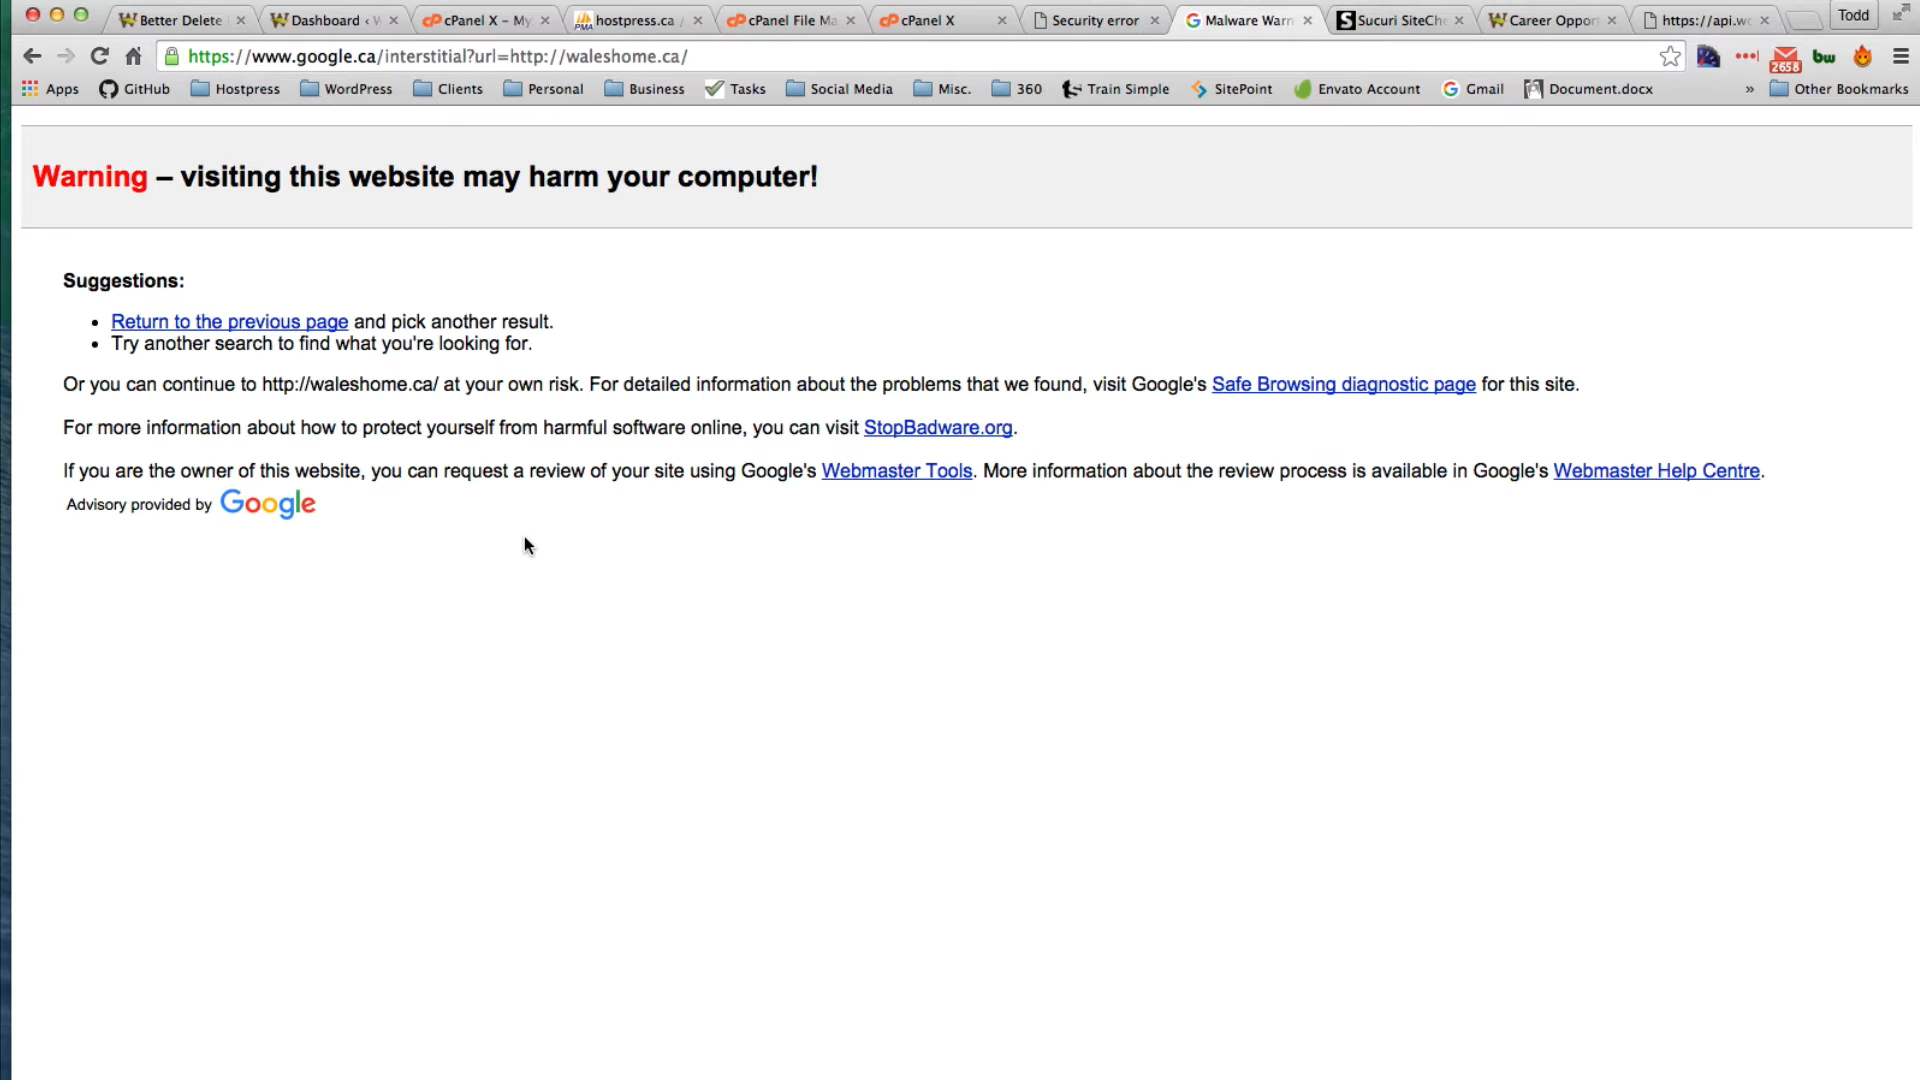 Better Delete
Dashboard ‹ W
cPanel X - My
hostpress.ca /
cPanel File Ma
cPanel X
Security error
Malware Warn
Sucuri SiteChe
Career Oppor
https://api.wo
Todd
https://www.google.ca/interstitial?url=http://waleshome.ca/
2658
bw
Apps
GitHub
Hostpress
WordPress
Clients
Personal
Business
Tasks
Social Media
Misc.
360
Train Simple
SitePoint
Envato Account
Gmail
Document.docx
»
Other Bookmarks
Warning – visiting this website may harm your computer!
Suggestions:
• Return to the previous page and pick another result.
• Try another search to find what you're looking for.
Or you can continue to http://waleshome.ca/ at your own risk. For detailed information about the problems that we found, visit Google's Safe Browsing diagnostic page for this site.
For more information about how to protect yourself from harmful software online, you can visit StopBadware.org.
If you are the owner of this website, you can request a review of your site using Google's Webmaster Tools. More information about the review process is available in Google's Webmaster Help Centre.
Advisory provided by Google